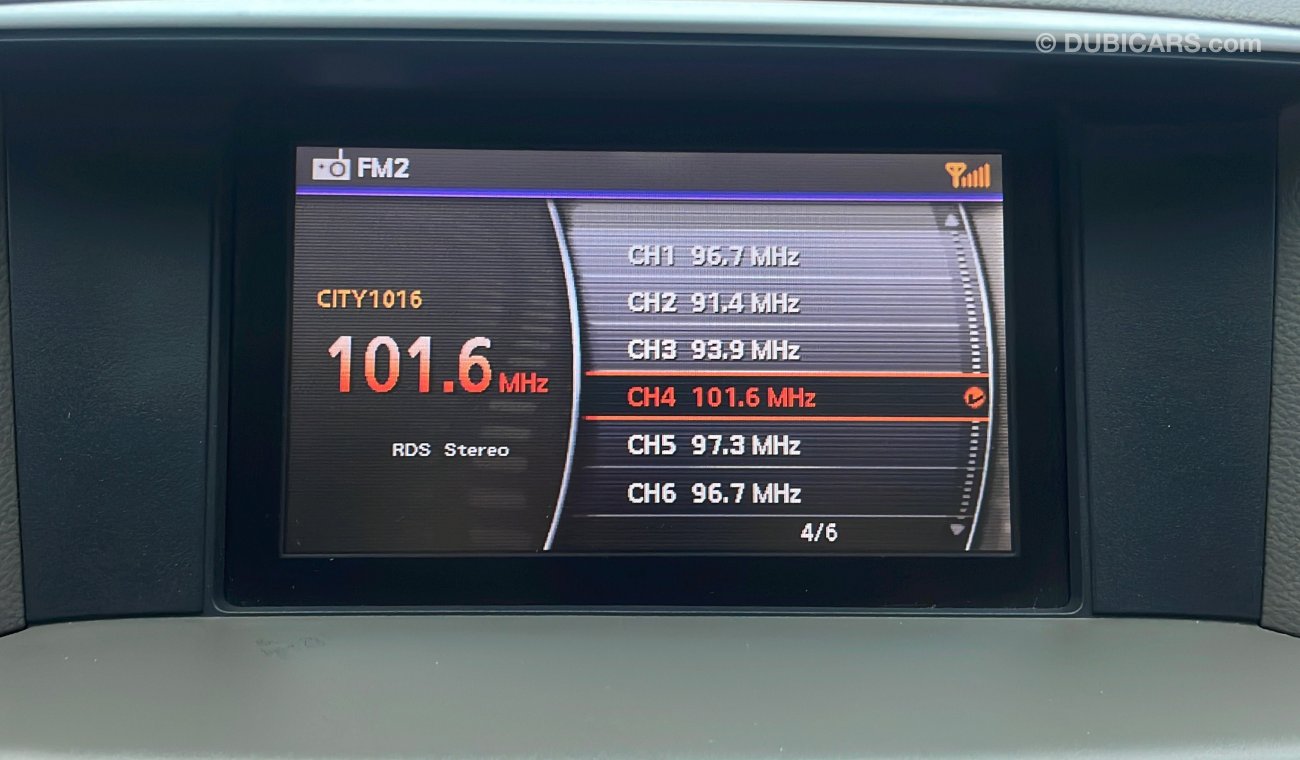 © DUBICARS.com
FM2
CITY1016
101.6 MHz
RDS Stereo
CH1 96.7 MHz
CH2 91.4 MHz
CH3 93.9 MHz
CH4 101.6 MHz
CH5 97.3 MHz
CH6 96.7 MHz
4/6